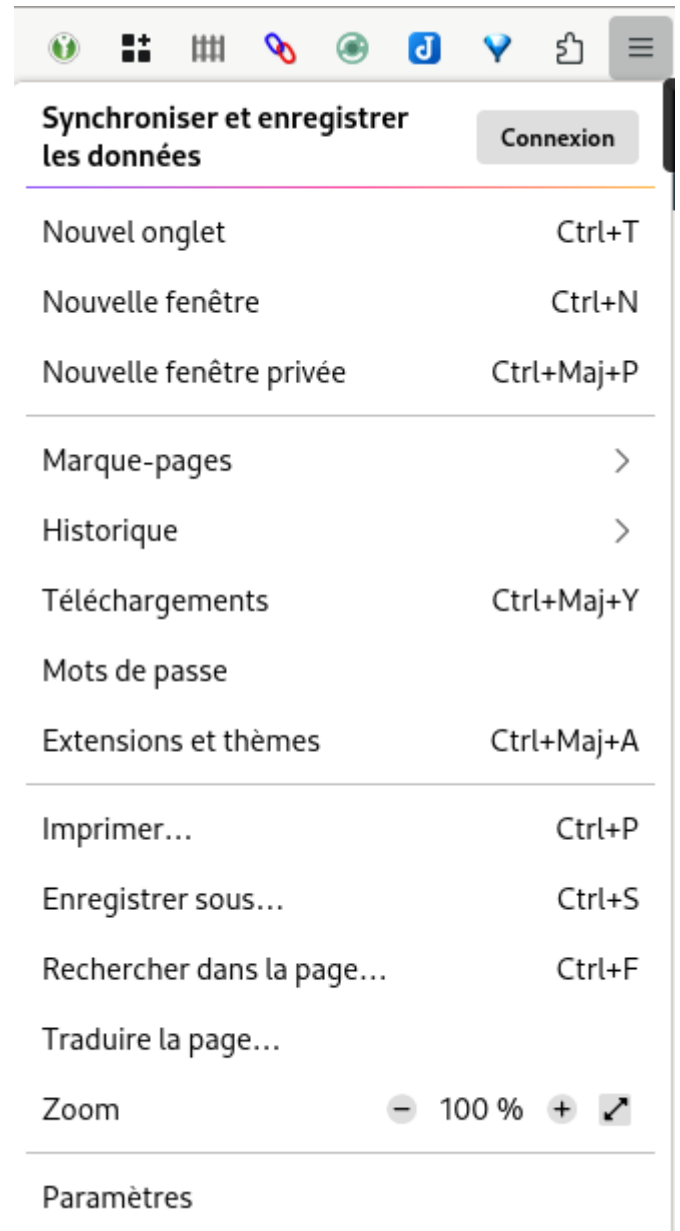 Synchroniser et enregistrer
les données
Connexion
Nouvel onglet Ctrl+T
Nouvelle fenêtre Ctrl+N
Nouvelle fenêtre privée Ctrl+Maj+P
Marque-pages
Historique
Téléchargements Ctrl+Maj+Y
Mots de passe
Extensions et thèmes Ctrl+Maj+A
Imprimer… Ctrl+P
Enregistrer sous… Ctrl+S
Rechercher dans la page… Ctrl+F
Traduire la page…
Zoom 100 %
Paramètres